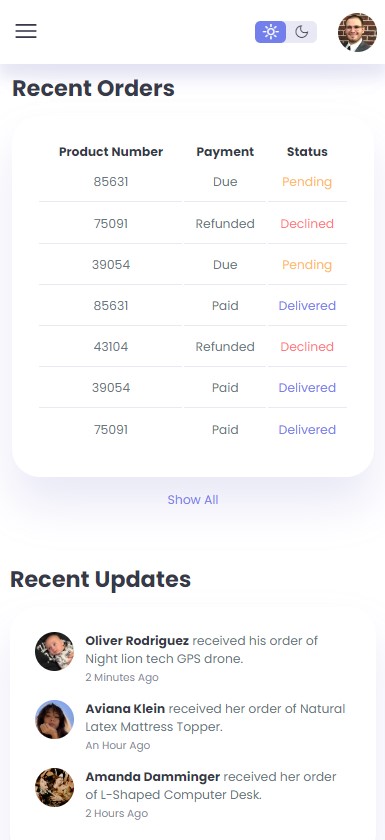 Recent Orders
Product Number Payment Status
85631 Due Pending
75091 Refunded Declined
39054 Due Pending
85631 Paid Delivered
43104 Refunded Declined
39054 Paid Delivered
75091 Paid Delivered
Show All
Recent Updates
Oliver Rodriguez received his order of
Night lion tech GPS drone.
2 Minutes Ago
Aviana Klein received her order of Natural
Latex Mattress Topper.
An Hour Ago
Amanda Damminger received her order
of L-Shaped Computer Desk.
2 Hours Ago